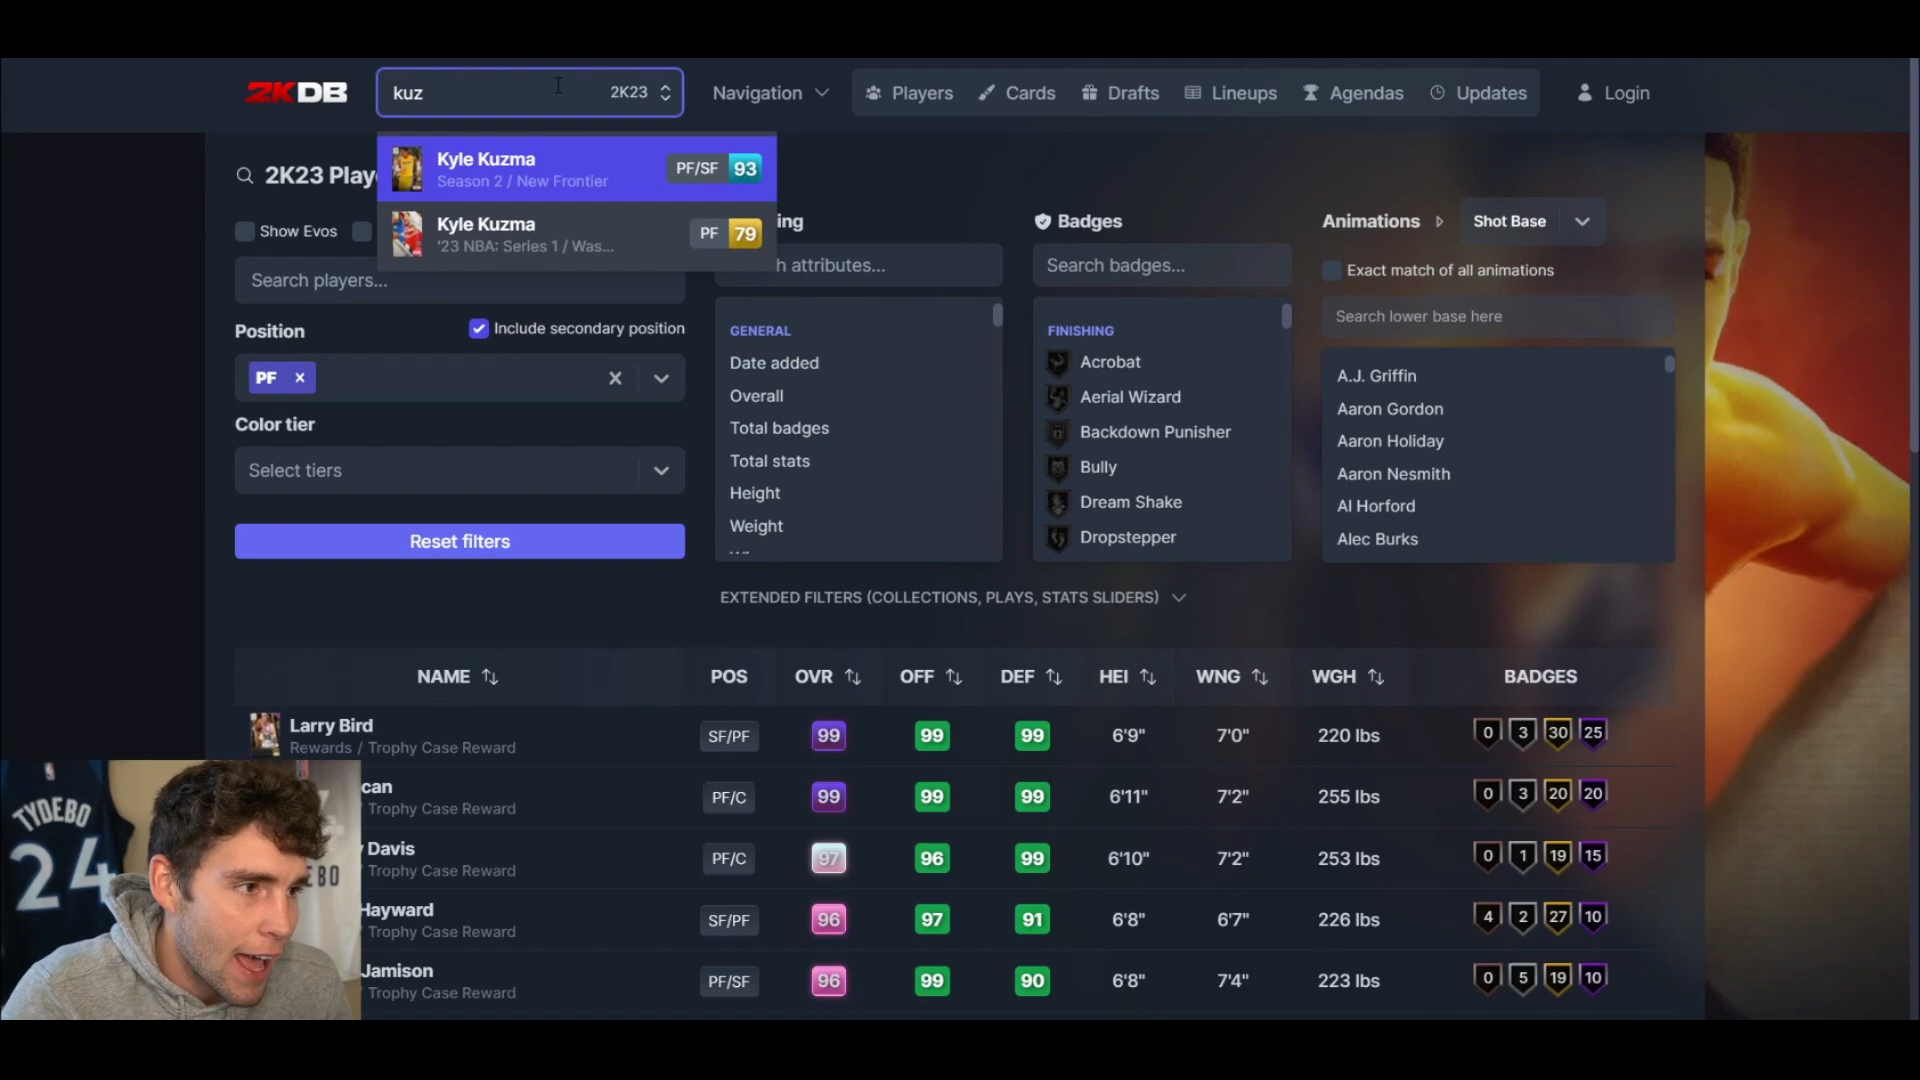 2KDB
kuz
2K23
Navigation
Players
Cards
Drafts
Lineups
Agendas
Updates
Login
Kyle Kuzma
Season 2 / New Frontier
PF/SF 93
Kyle Kuzma
'23 NBA: Series 1 / Was...
PF 79
2K23 Play
Show Evos
Search players...
Position
Include secondary position
PF ×
Color tier
Select tiers
Reset filters
ing
h attributes...
GENERAL
Date added
Overall
Total badges
Total stats
Height
Weight
Badges
Search badges...
FINISHING
Acrobat
Aerial Wizard
Backdown Punisher
Bully
Dream Shake
Dropstepper
Animations
Shot Base
Exact match of all animations
Search lower base here
A.J. Griffin
Aaron Gordon
Aaron Holiday
Aaron Nesmith
Al Horford
Alec Burks
EXTENDED FILTERS (COLLECTIONS, PLAYS, STATS SLIDERS)
NAME POS OVR OFF DEF HEI WNG WGH BADGES
Larry Bird
Rewards / Trophy Case Reward
SF/PF 99 99 99 6'9" 7'0" 220 lbs 0 3 30 25
can
Trophy Case Reward
PF/C 99 99 99 6'11" 7'2" 255 lbs 0 3 20 20
Davis
Trophy Case Reward
PF/C 97 96 99 6'10" 7'2" 253 lbs 0 1 19 15
Hayward
Trophy Case Reward
SF/PF 96 97 91 6'8" 6'7" 226 lbs 4 2 27 10
Jamison
Trophy Case Reward
PF/SF 96 99 90 6'8" 7'4" 223 lbs 0 5 19 10
TYDEBO
24